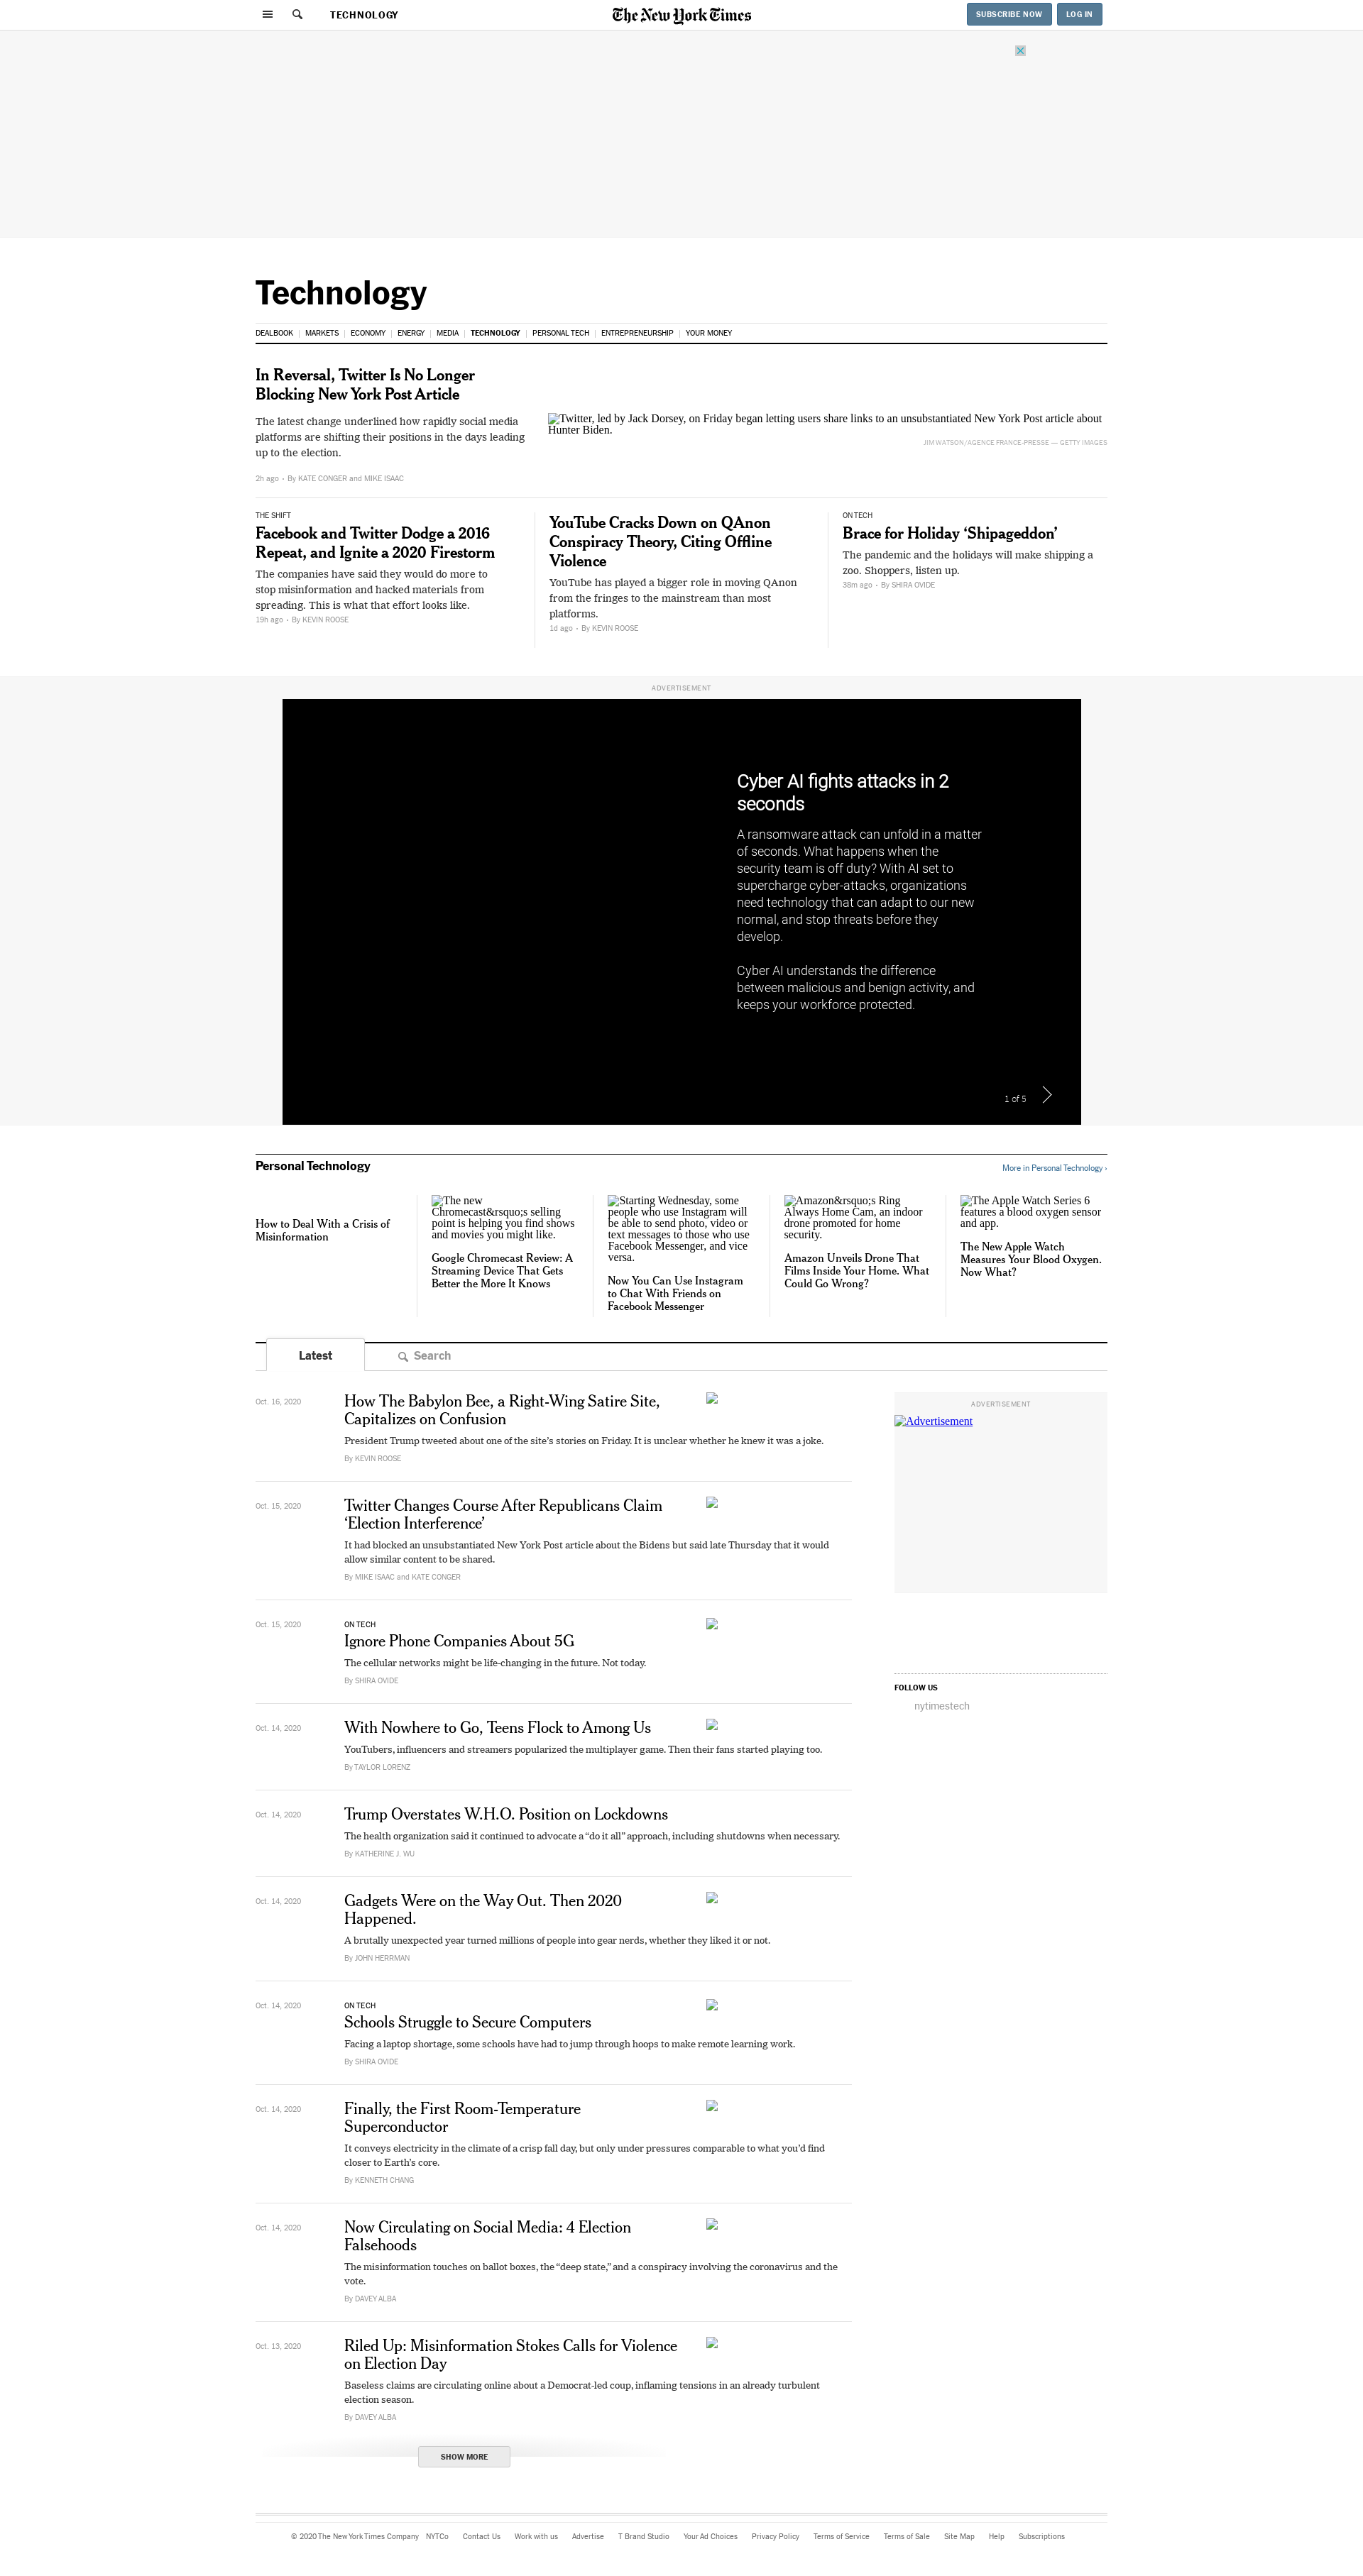 TECHNOLOGY
The New York Times
SUBSCRIBE NOW
LOG IN
Technology
DEALBOOK
MARKETS
ECONOMY
ENERGY
MEDIA
TECHNOLOGY
PERSONAL TECH
ENTREPRENEURSHIP
YOUR MONEY
In Reversal, Twitter Is No Longer
Blocking New York Post Article
The latest change underlined how rapidly social media
platforms are shifting their positions in the days leading
up to the election.
2h ago • By KATE CONGER and MIKE ISAAC
Twitter, led by Jack Dorsey, on Friday began letting users share links to an unsubstantiated New York Post article about
Hunter Biden.
JIM WATSON/AGENCE FRANCE-PRESSE — GETTY IMAGES
THE SHIFT
Facebook and Twitter Dodge a 2016
Repeat, and Ignite a 2020 Firestorm
The companies have said they would do more to
stop misinformation and hacked materials from
spreading. This is what that effort looks like.
19h ago • By KEVIN ROOSE
YouTube Cracks Down on QAnon
Conspiracy Theory, Citing Offline
Violence
YouTube has played a bigger role in moving QAnon
from the fringes to the mainstream than most
platforms.
1d ago • By KEVIN ROOSE
ON TECH
Brace for Holiday ‘Shipageddon’
The pandemic and the holidays will make shipping a
zoo. Shoppers, listen up.
38m ago • By SHIRA OVIDE
ADVERTISEMENT
Cyber AI fights attacks in 2
seconds
A ransomware attack can unfold in a matter
of seconds. What happens when the
security team is off duty? With AI set to
supercharge cyber-attacks, organizations
need technology that can adapt to our new
normal, and stop threats before they
develop.
Cyber AI understands the difference
between malicious and benign activity, and
keeps your workforce protected.
1 of 5
Personal Technology
More in Personal Technology ›
How to Deal With a Crisis of
Misinformation
The new
Chromecast&rsquo;s selling
point is helping you find shows
and movies you might like.
Google Chromecast Review: A
Streaming Device That Gets
Better the More It Knows
Starting Wednesday, some
people who use Instagram will
be able to send photo, video or
text messages to those who use
Facebook Messenger, and vice
versa.
Now You Can Use Instagram
to Chat With Friends on
Facebook Messenger
Amazon&rsquo;s Ring
Always Home Cam, an indoor
drone promoted for home
security.
Amazon Unveils Drone That
Films Inside Your Home. What
Could Go Wrong?
The Apple Watch Series 6
features a blood oxygen sensor
and app.
The New Apple Watch
Measures Your Blood Oxygen.
Now What?
Latest
Search
Oct. 16, 2020
How The Babylon Bee, a Right-Wing Satire Site,
Capitalizes on Confusion
President Trump tweeted about one of the site’s stories on Friday. It is unclear whether he knew it was a joke.
By KEVIN ROOSE
Oct. 15, 2020
Twitter Changes Course After Republicans Claim
‘Election Interference’
It had blocked an unsubstantiated New York Post article about the Bidens but said late Thursday that it would
allow similar content to be shared.
By MIKE ISAAC and KATE CONGER
Oct. 15, 2020
ON TECH
Ignore Phone Companies About 5G
The cellular networks might be life-changing in the future. Not today.
By SHIRA OVIDE
Oct. 14, 2020
With Nowhere to Go, Teens Flock to Among Us
YouTubers, influencers and streamers popularized the multiplayer game. Then their fans started playing too.
By TAYLOR LORENZ
Oct. 14, 2020
Trump Overstates W.H.O. Position on Lockdowns
The health organization said it continued to advocate a “do it all” approach, including shutdowns when necessary.
By KATHERINE J. WU
Oct. 14, 2020
Gadgets Were on the Way Out. Then 2020
Happened.
A brutally unexpected year turned millions of people into gear nerds, whether they liked it or not.
By JOHN HERRMAN
Oct. 14, 2020
ON TECH
Schools Struggle to Secure Computers
Facing a laptop shortage, some schools have had to jump through hoops to make remote learning work.
By SHIRA OVIDE
Oct. 14, 2020
Finally, the First Room-Temperature
Superconductor
It conveys electricity in the climate of a crisp fall day, but only under pressures comparable to what you’d find
closer to Earth’s core.
By KENNETH CHANG
Oct. 14, 2020
Now Circulating on Social Media: 4 Election
Falsehoods
The misinformation touches on ballot boxes, the “deep state,” and a conspiracy involving the coronavirus and the
vote.
By DAVEY ALBA
Oct. 13, 2020
Riled Up: Misinformation Stokes Calls for Violence
on Election Day
Baseless claims are circulating online about a Democrat-led coup, inflaming tensions in an already turbulent
election season.
By DAVEY ALBA
SHOW MORE
ADVERTISEMENT
Advertisement
FOLLOW US
nytimestech
© 2020 The New York Times Company
NYTCo
Contact Us
Work with us
Advertise
T Brand Studio
Your Ad Choices
Privacy Policy
Terms of Service
Terms of Sale
Site Map
Help
Subscriptions